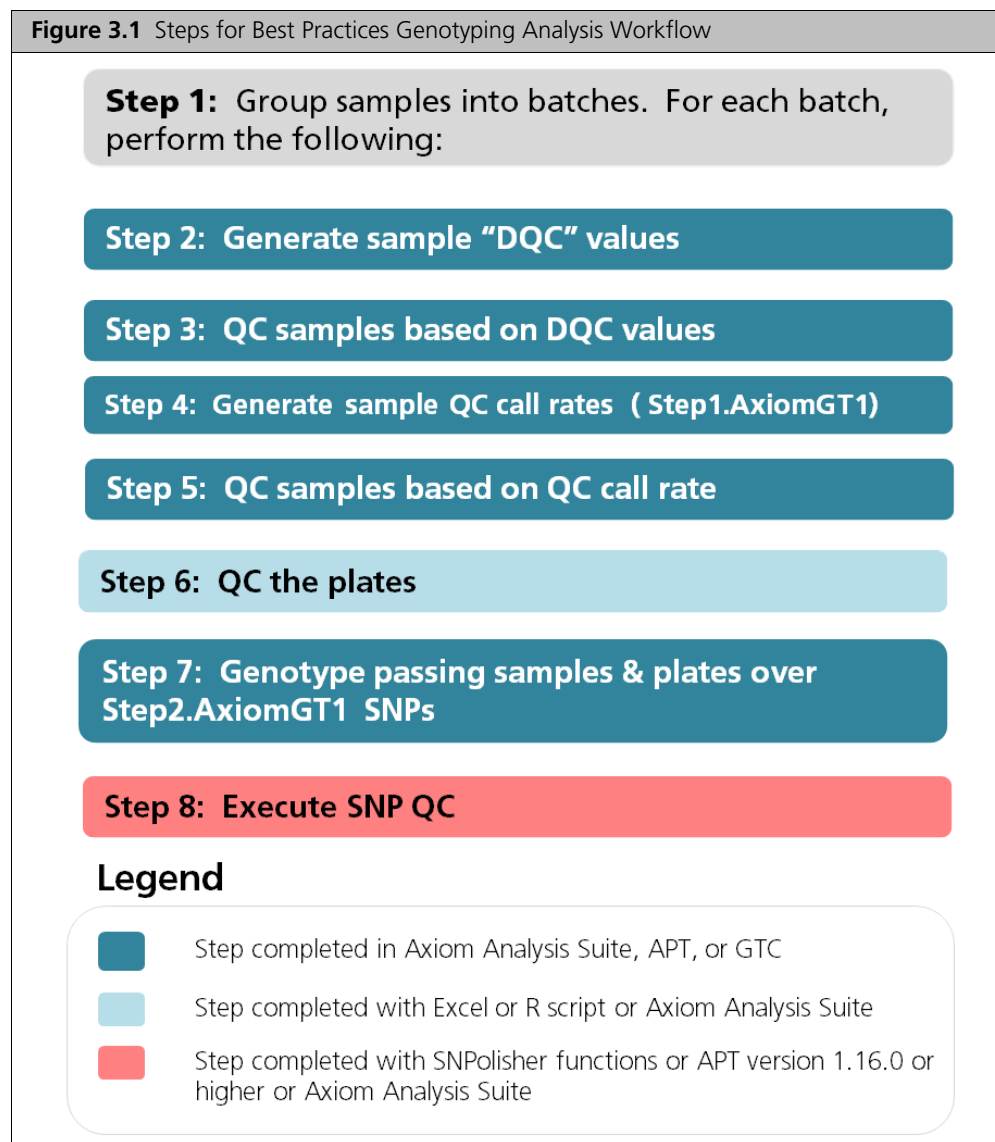 Figure 3.1 Steps for Best Practices Genotyping Analysis Workflow
Step 1: Group samples into batches. For each batch,
perform the following:
Step 2: Generate sample “DQC” values
Step 3: QC samples based on DQC values
Step 4: Generate sample QC call rates ( Step1.AxiomGT1)
Step 5: QC samples based on QC call rate
Step 6: QC the plates
Step 7: Genotype passing samples & plates over
Step2.AxiomGT1 SNPs
Step 8: Execute SNP QC
Legend
Step completed in Axiom Analysis Suite, APT, or GTC
Step completed with Excel or R script or Axiom Analysis Suite
Step completed with SNPolisher functions or APT version 1.16.0 or
higher or Axiom Analysis Suite